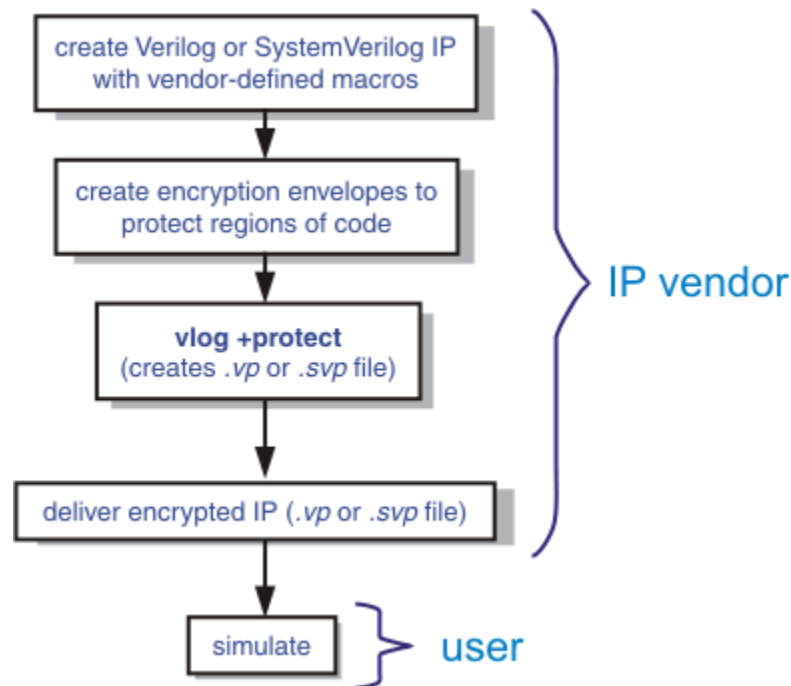 create Verilog or SystemVerilog IP
with vendor-defined macros
create encryption envelopes to
protect regions of code
vlog +protect
(creates .vp or .svp file)
IP vendor
deliver encrypted IP (.vp or .svp file)
simulate
user